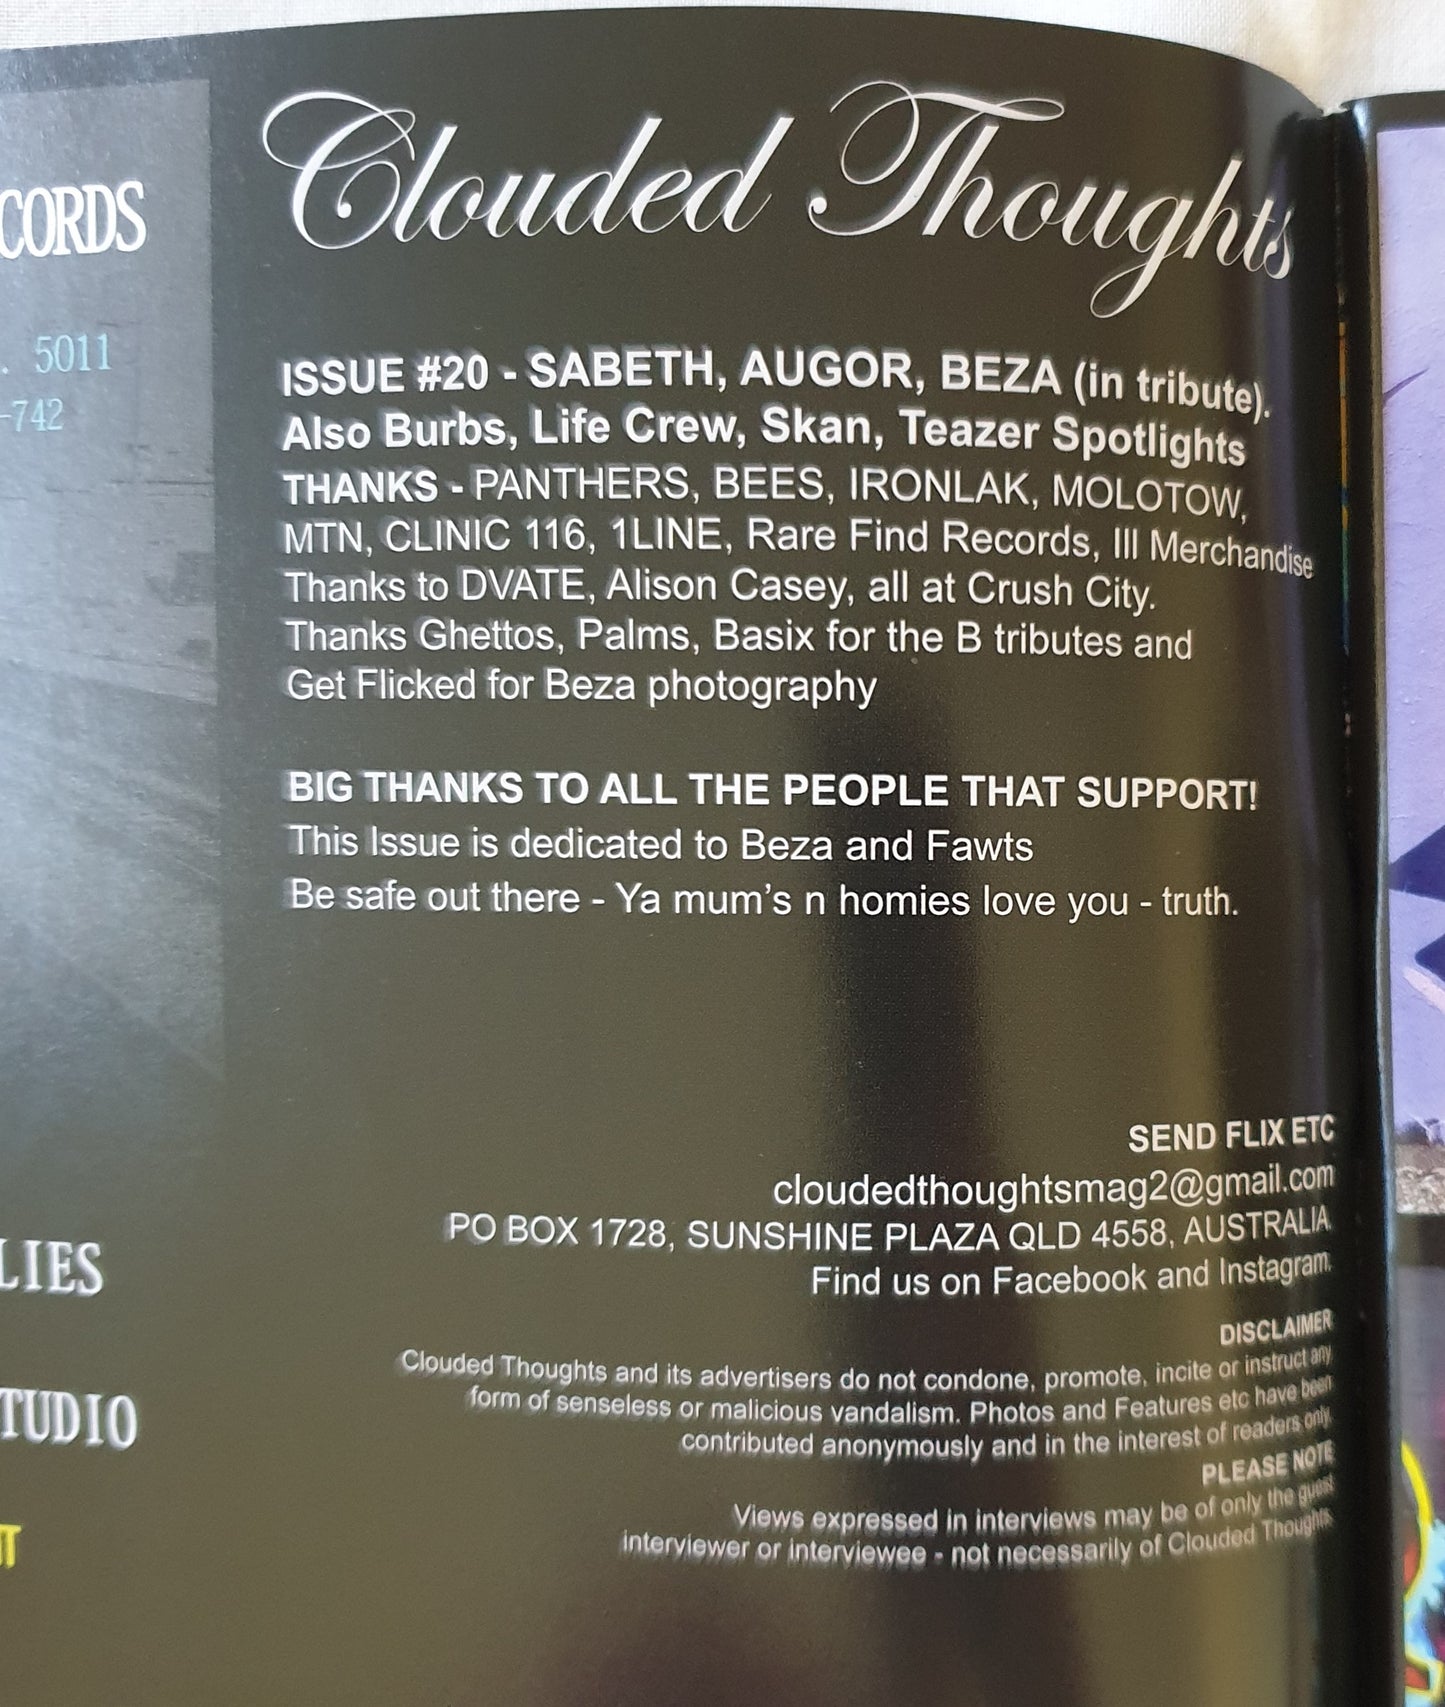 CORDS
. 5011
-742
LIES
TUDIO
Clouded Thoughts
ISSUE #20 - SABETH, AUGOR, BEZA (in tribute).
Also Burbs, Life Crew, Skan, Teazer Spotlights
THANKS - PANTHERS, BEES, IRONLAK, MOLOTOW,
MTN, CLINIC 116, 1LINE, Rare Find Records, Ill Merchandise
Thanks to DVATE, Alison Casey, all at Crush City.
Thanks Ghettos, Palms, Basix for the B tributes and
Get Flicked for Beza photography
BIG THANKS TO ALL THE PEOPLE THAT SUPPORT!
This Issue is dedicated to Beza and Fawts
Be safe out there - Ya mum's n homies love you - truth.
SEND FLIX ETC
cloudedthoughtsmag2@gmail.com
PO BOX 1728, SUNSHINE PLAZA QLD 4558, AUSTRALIA.
Find us on Facebook and Instagram.
DISCLAIMER
Clouded Thoughts and its advertisers do not condone, promote, incite or instruct any
form of senseless or malicious vandalism. Photos and Features etc have been
contributed anonymously and in the interest of readers only.
PLEASE NOTE
Views expressed in interviews may be of only the guest
interviewer or interviewee - not necessarily of Clouded Thoughts.